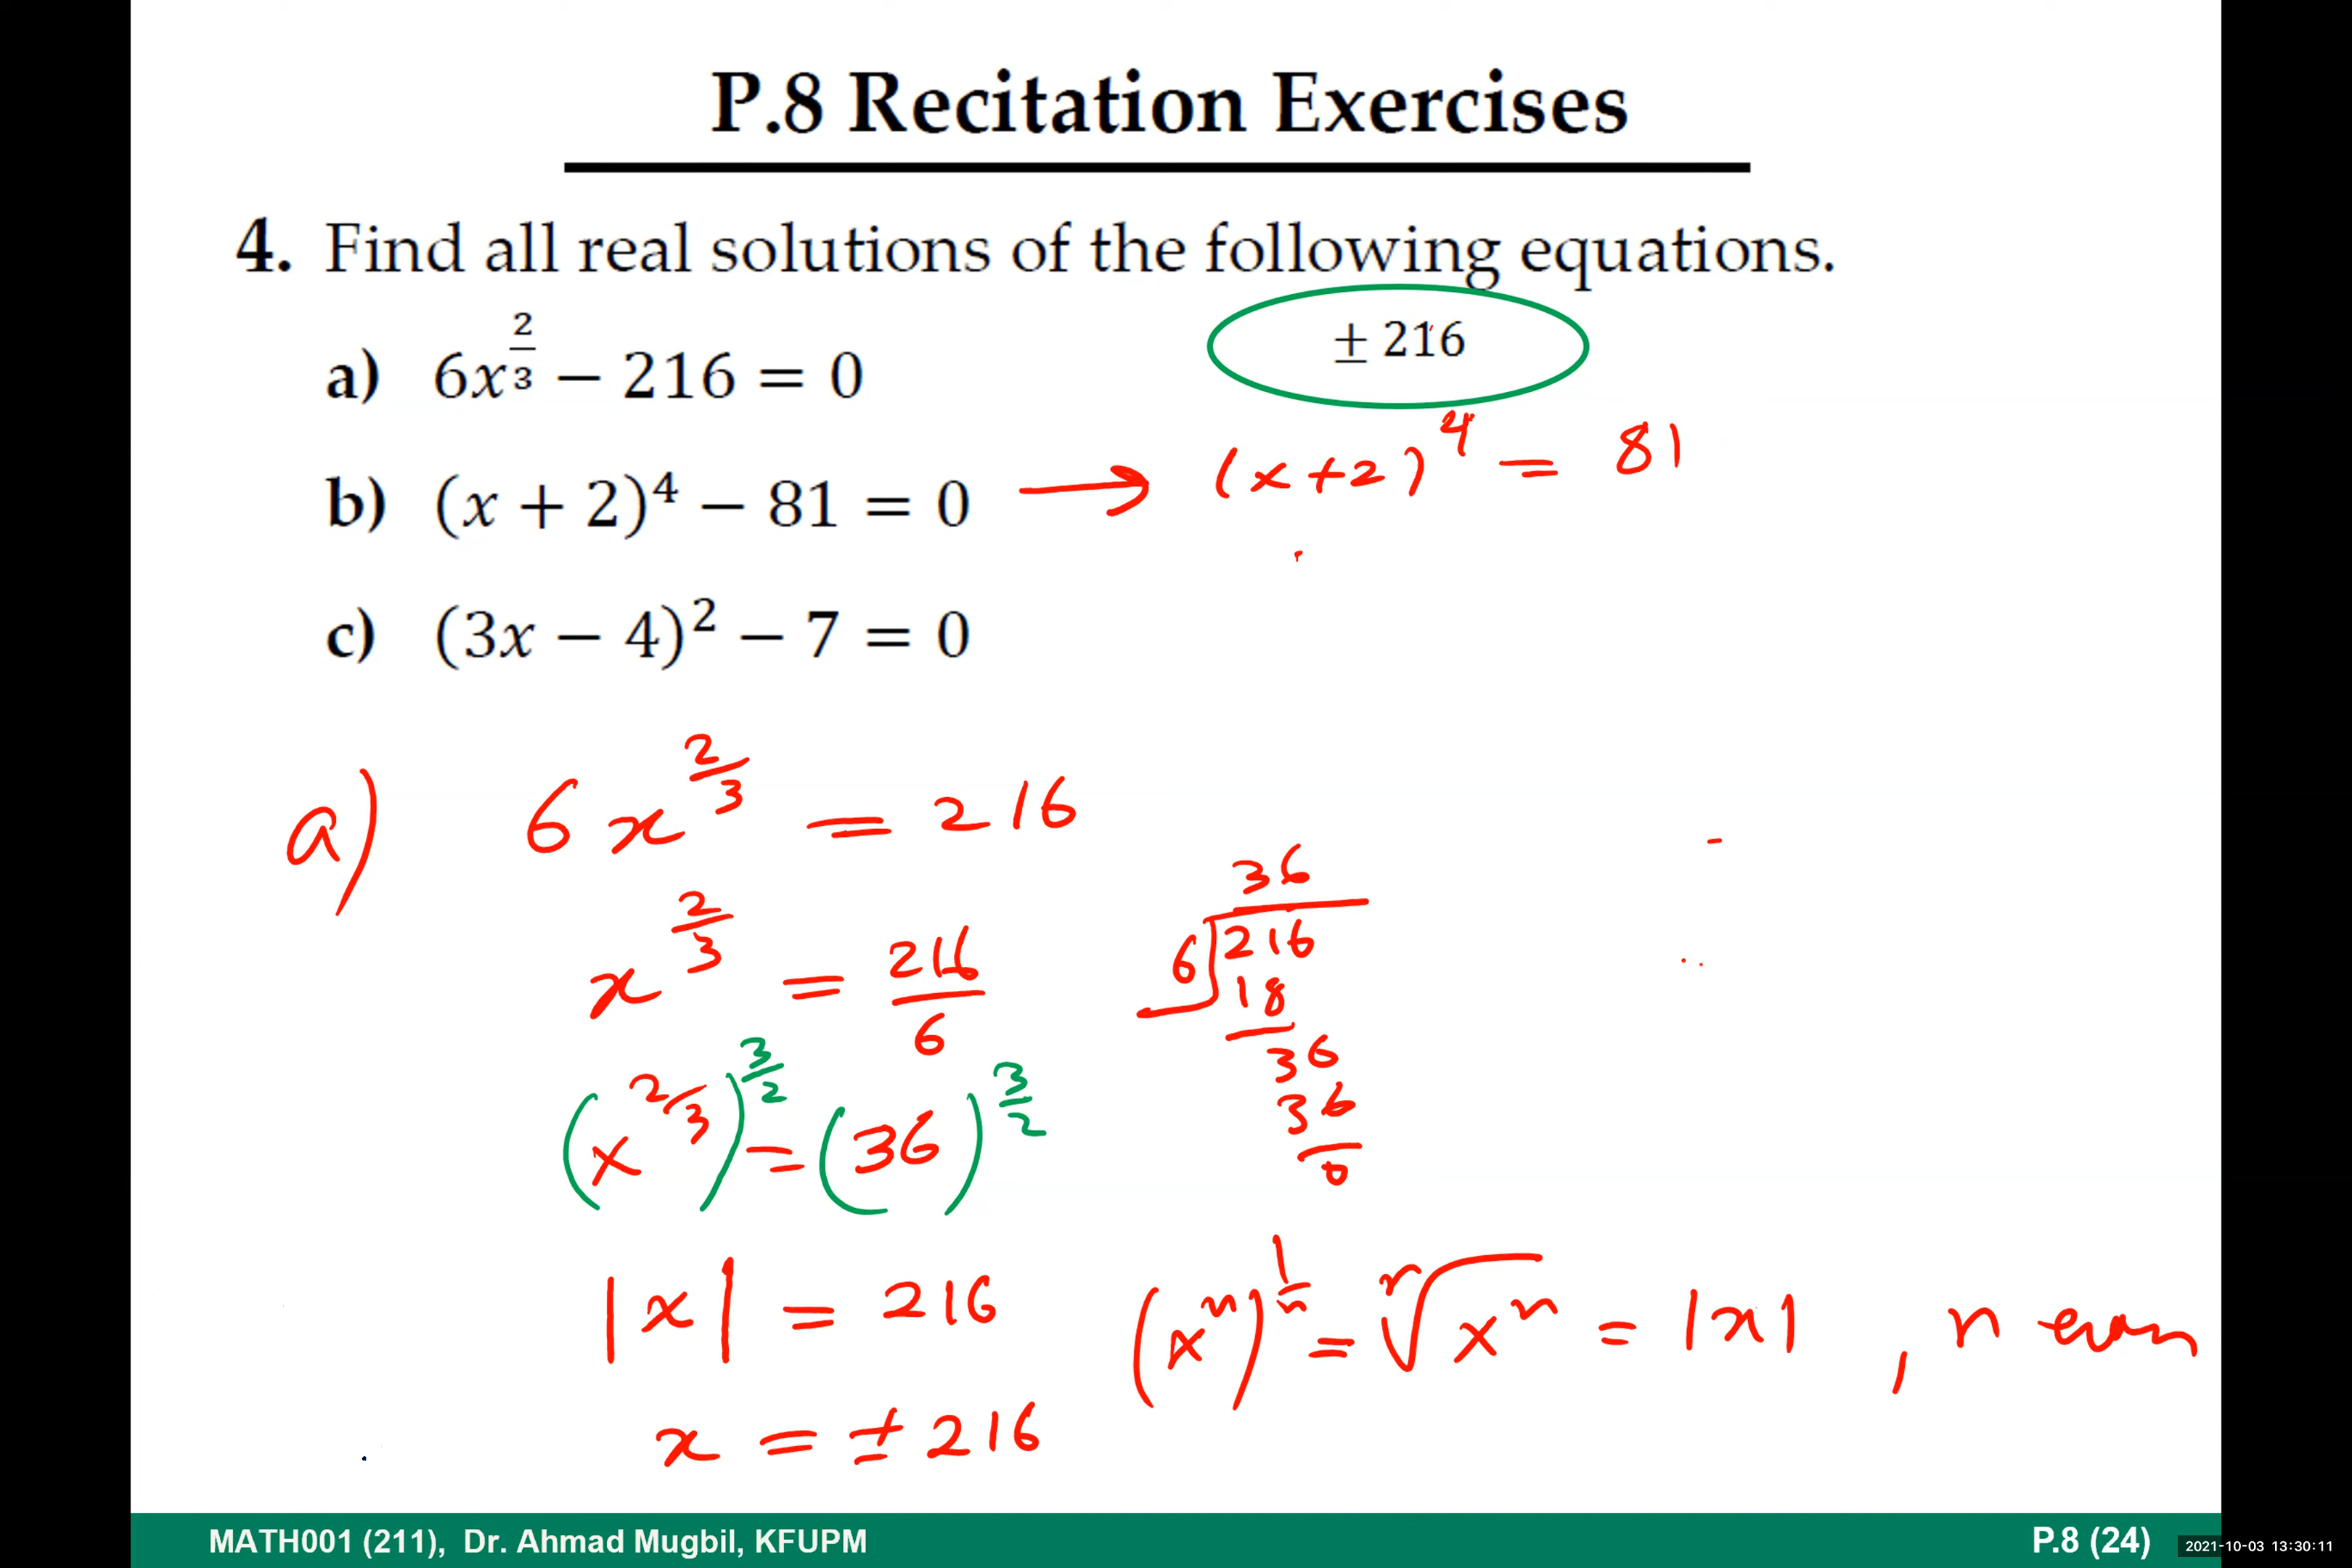 P.8 Recitation Exercises
4. Find all real solutions of the following equations.
a) 6x^(2/3) − 216 = 0
± 216
b) (x + 2)^4 − 81 = 0 → (x+2)^4 = 81
c) (3x − 4)^2 − 7 = 0
a) 6x^(2/3) = 216
x^(2/3) = 216/6
36
6 216
18
36
36
0
(x^(2/3))^(3/2) = (36)^(3/2)
|x| = 216
(x^n)^(1/n) = ⁿ√x^n = |x| , n even
x = ± 216
MATH001 (211), Dr. Ahmad Mugbil, KFUPM
P.8 (24)
2021-10-03 13:30:11